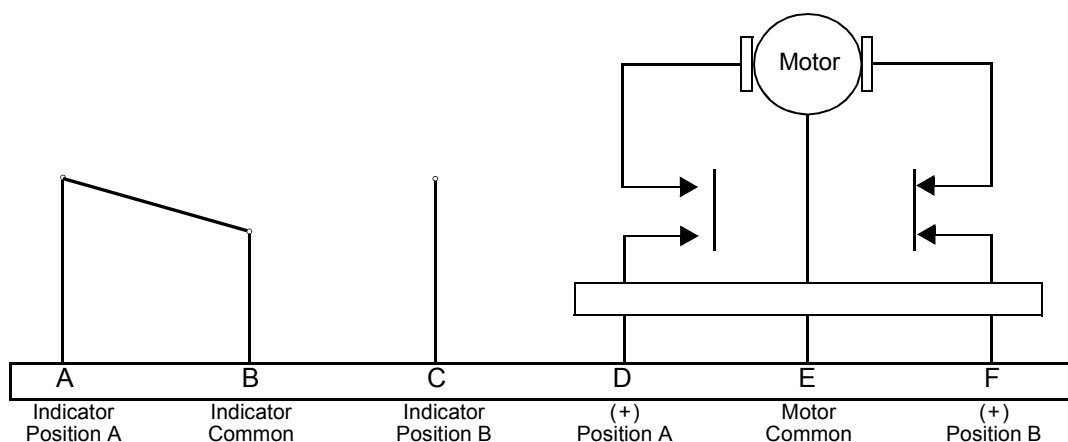 Motor
A B C D E F
Indicator Position A
Indicator Common
Indicator Position B
(+) Position A
Motor Common
(+) Position B